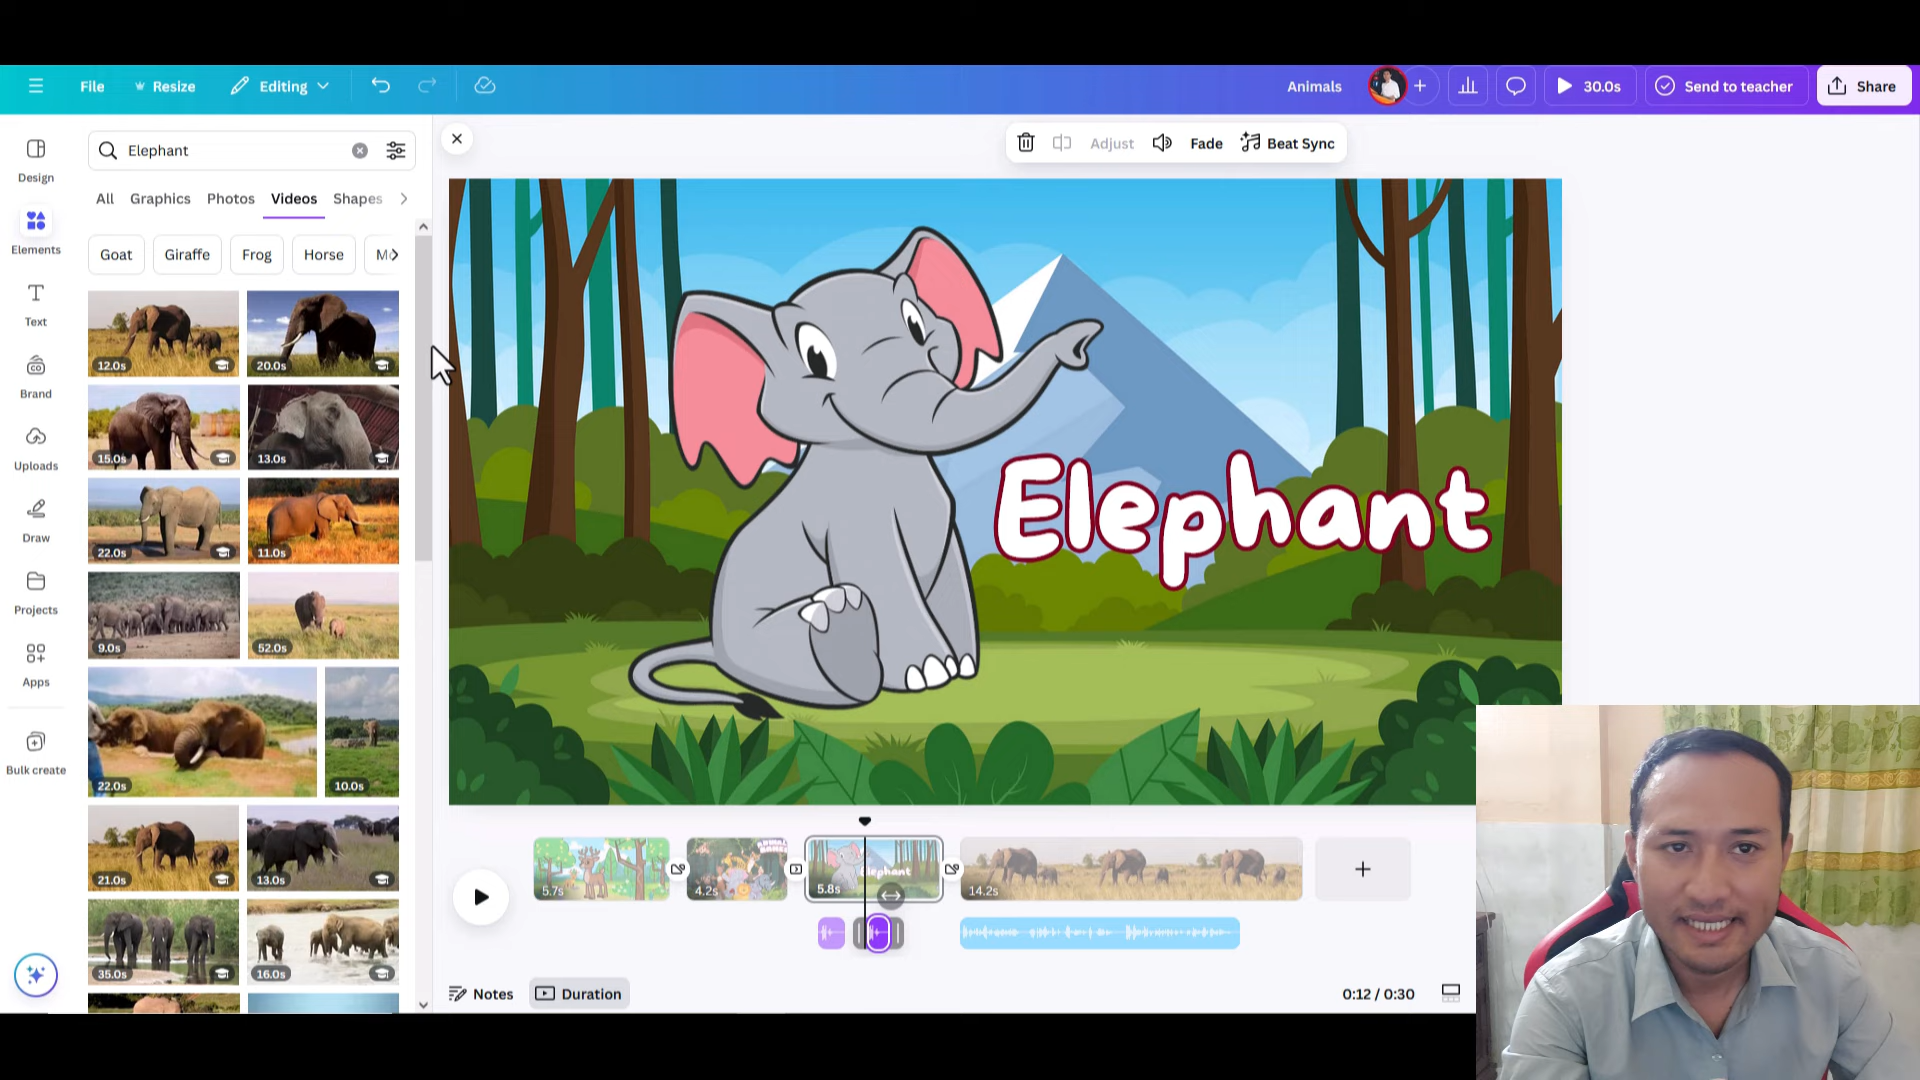 File
Resize
Editing
Animals
30.0s
Send to teacher
Share
Elephant
Adjust
Fade
Beat Sync
Design
All
Graphics
Photos
Videos
Shapes
Elements
Goat
Giraffe
Frog
Horse
Text
12.0s
20.0s
Brand
15.0s
13.0s
Uploads
22.0s
11.0s
Draw
Elephant
Projects
9.0s
52.0s
Apps
22.0s
10.0s
Bulk create
21.0s
13.0s
35.0s
16.0s
5.7s
4.2s
5.8s
Elephant
14.2s
Notes
Duration
0:12 / 0:30